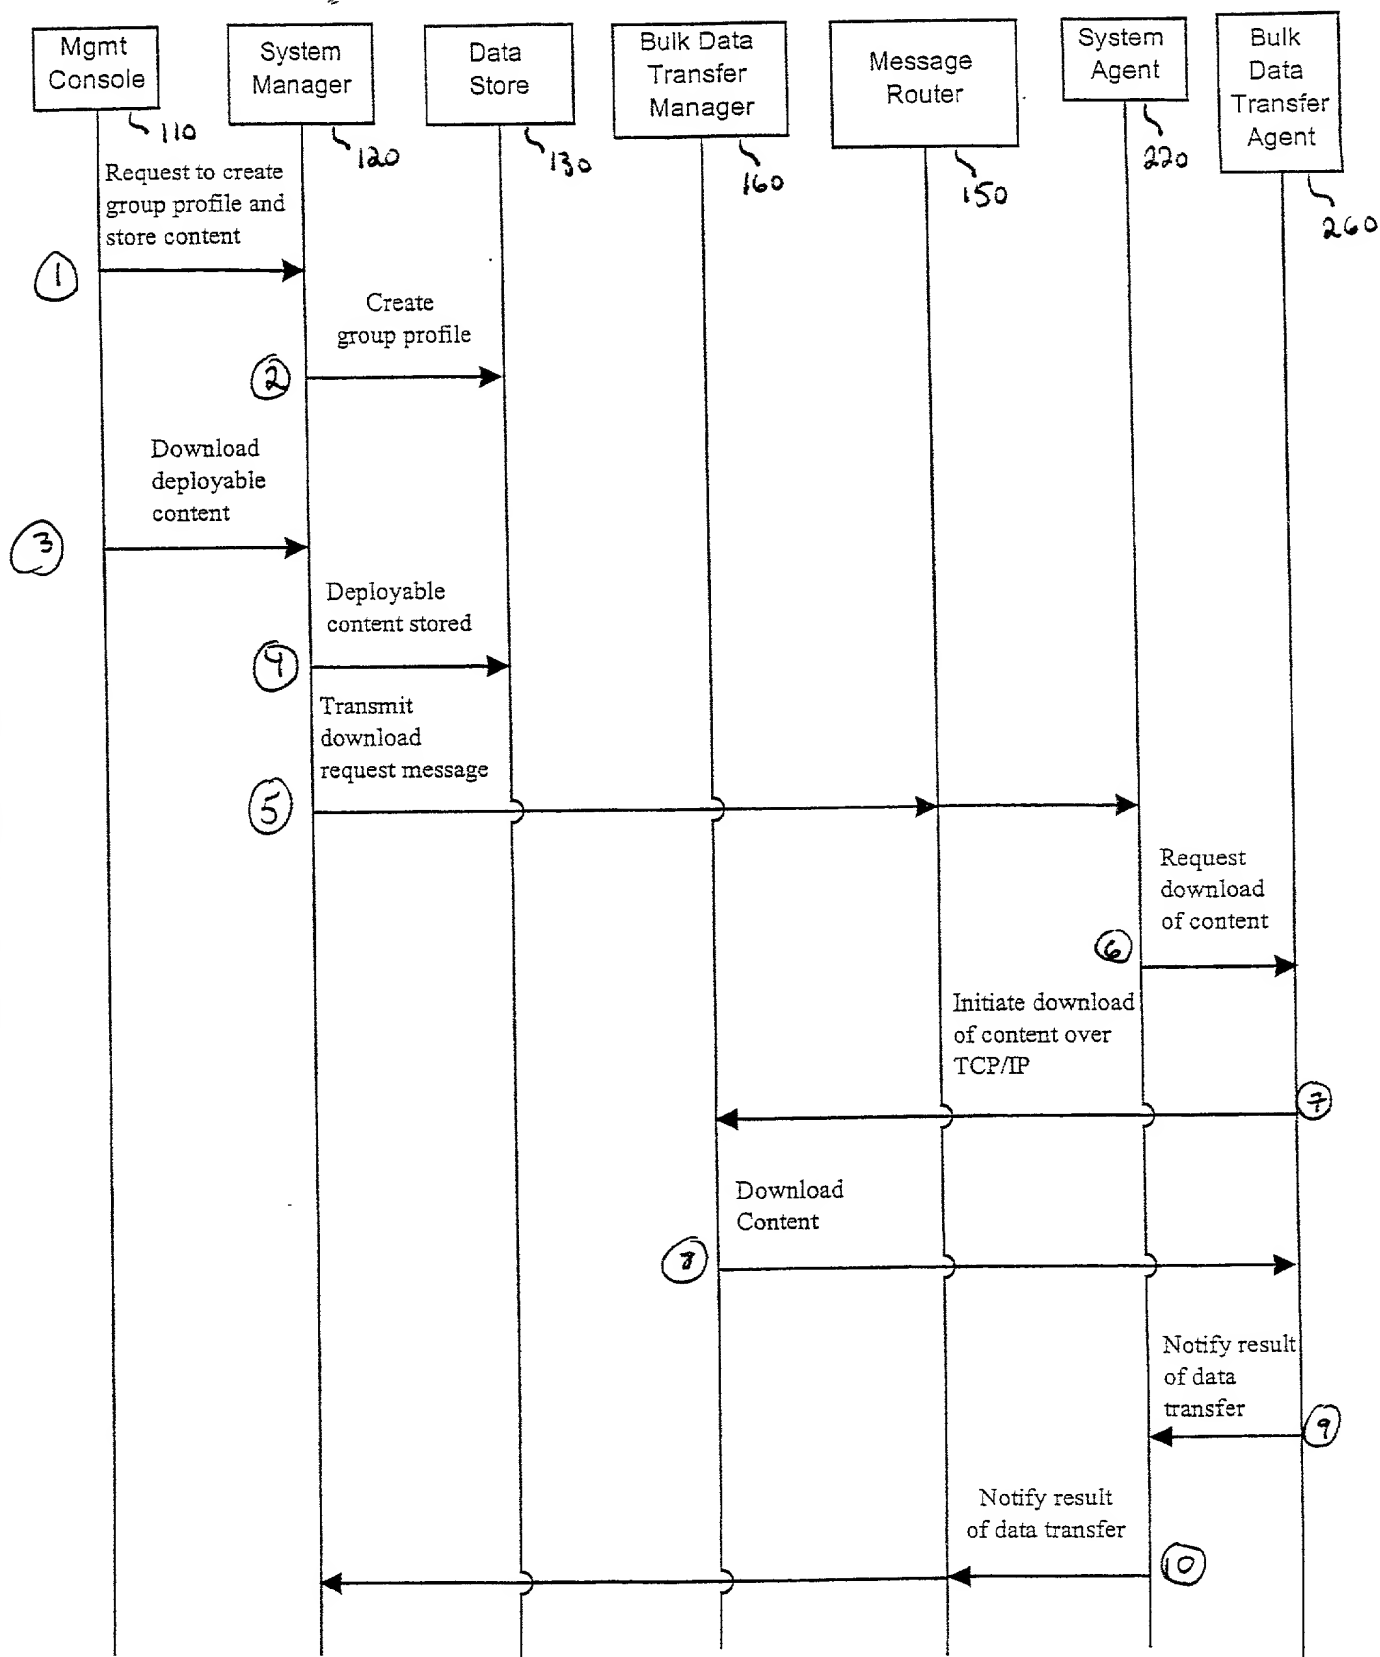 Mgmt
Console
System
Manager
Data
Store
Bulk Data
Transfer
Manager
Message
Router
System
Agent
Bulk
Data
Transfer
Agent
110
120
130
160
150
220
260
Request to create
group profile and
store content
1
Create
group profile
2
Download
deployable
content
3
Deployable
content stored
4
Transmit
download
request message
5
Request
download
of content
6
Initiate download
of content over
TCP/IP
7
Download
Content
8
Notify result
of data
transfer
9
Notify result
of data transfer
10